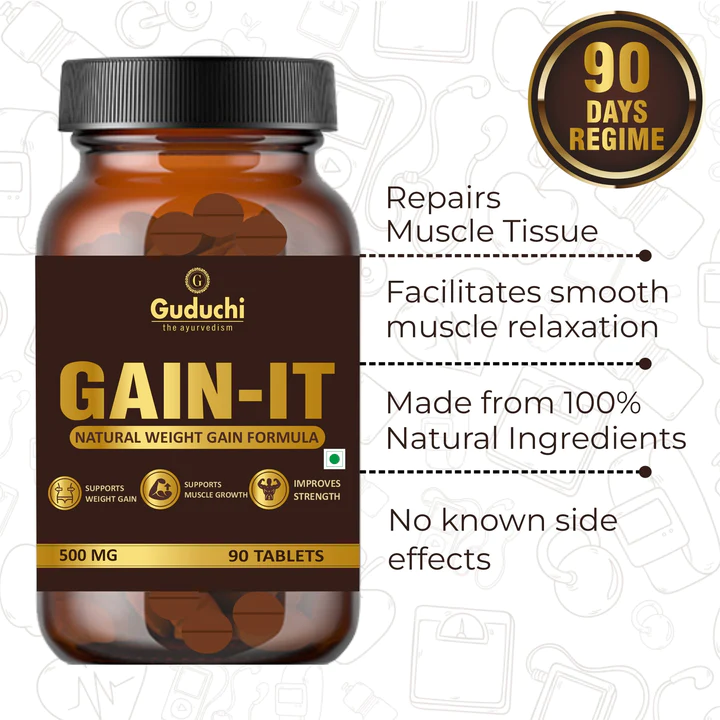 90
DAYS
REGIME
Repairs
Muscle Tissue
Facilitates smooth
muscle relaxation
Made from 100%
Natural Ingredients
No known side
effects
G
Guduchi
the ayurvedism
GAIN-IT
NATURAL WEIGHT GAIN FORMULA
SUPPORTS
WEIGHT GAIN
SUPPORTS
MUSCLE GROWTH
IMPROVES
STRENGTH
500 MG
90 TABLETS